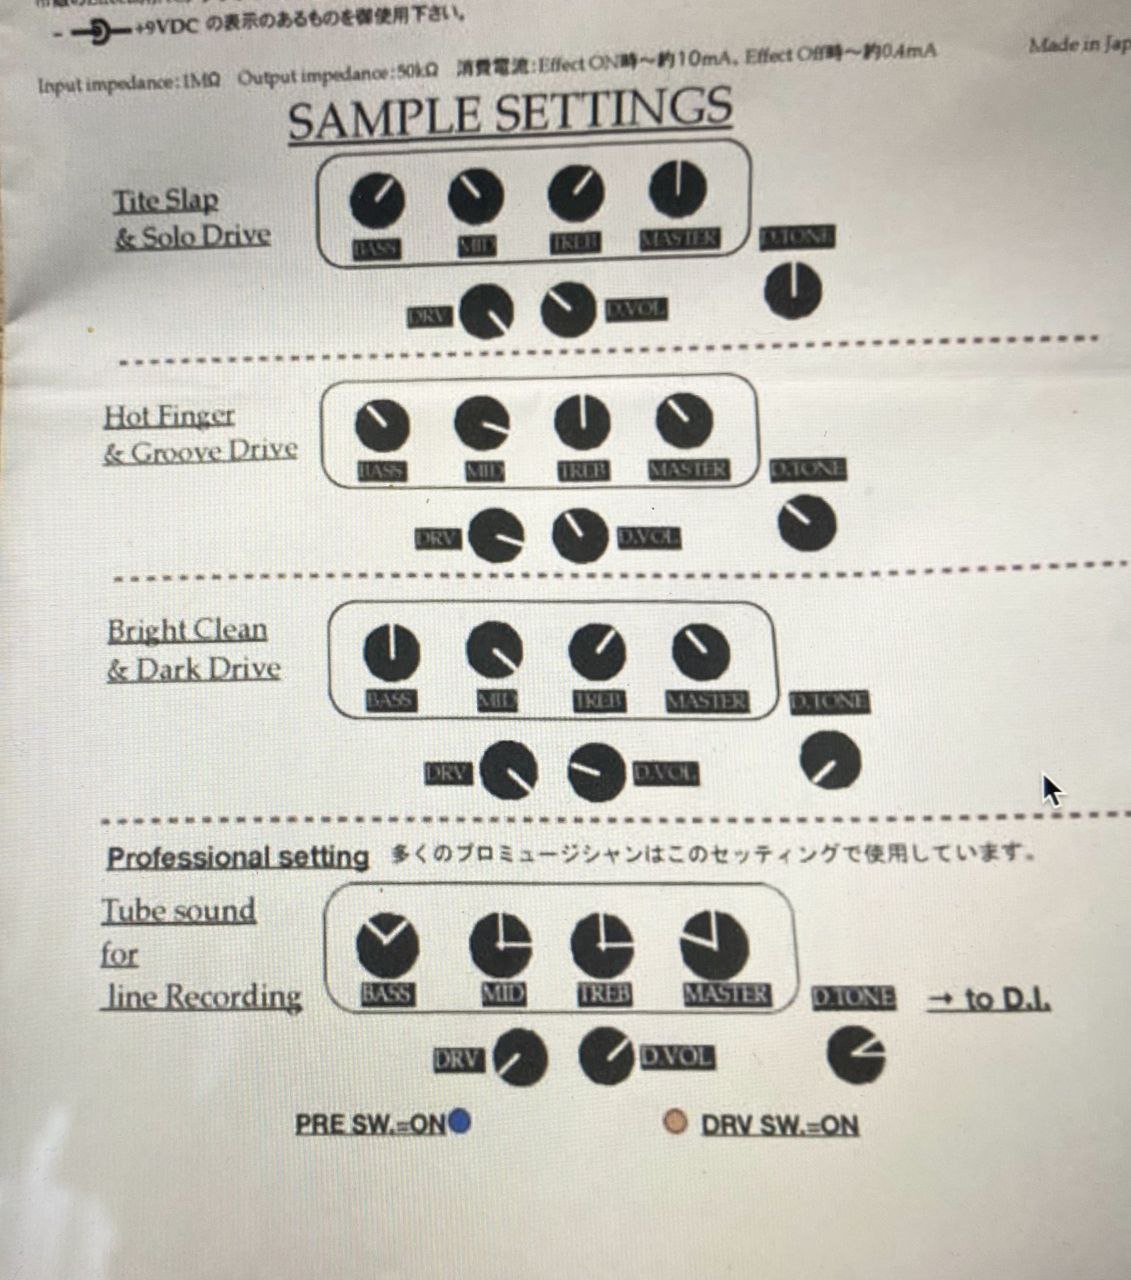 - +9VDC の表示のあるものを御使用下さい。
Input impedance:1MΩ Output impedance:50kΩ 消費電流:Effect ON時～約10mA、Effect Off時～約0.4mA
Made in Jap
SAMPLE SETTINGS
Tite Slap
& Solo Drive
BASS MID TREB MASTER D.TONE
DRV D.VOL
Hot Finger
& Groove Drive
BASS MID TREB MASTER D.TONE
DRV D.VOL
Bright Clean
& Dark Drive
BASS MID TREB MASTER D.TONE
DRV D.VOL
Professional setting 多くのプロミュージシャンはこのセッティングで使用しています。
Tube sound
for
line Recording
BASS MID TREB MASTER D.TONE → to D.I.
DRV D.VOL
PRE SW.=ON DRV SW.=ON